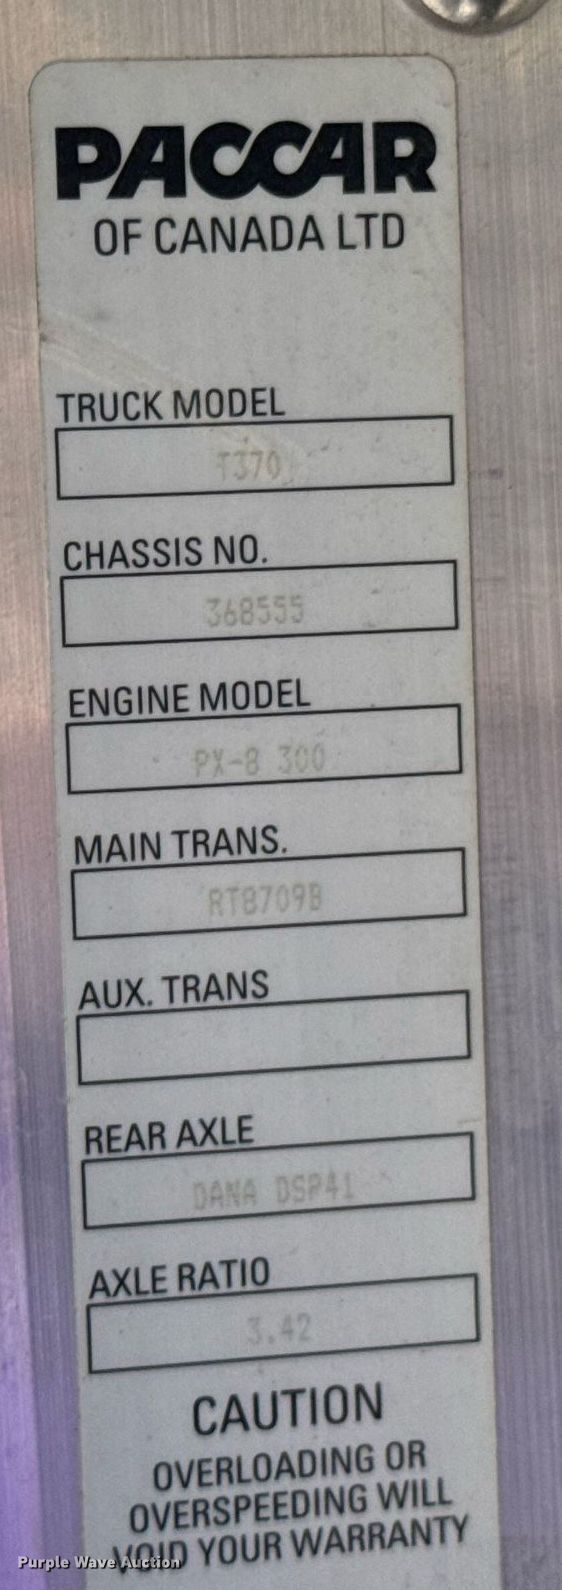 PACCAR
OF CANADA LTD
TRUCK MODEL
T370
CHASSIS NO.
368555
ENGINE MODEL
PX-8 300
MAIN TRANS.
RT8709B
AUX. TRANS
REAR AXLE
DANA DSP41
AXLE RATIO
3.42
CAUTION
OVERLOADING OR
OVERSPEEDING WILL
VOID YOUR WARRANTY
Purple Wave Auction